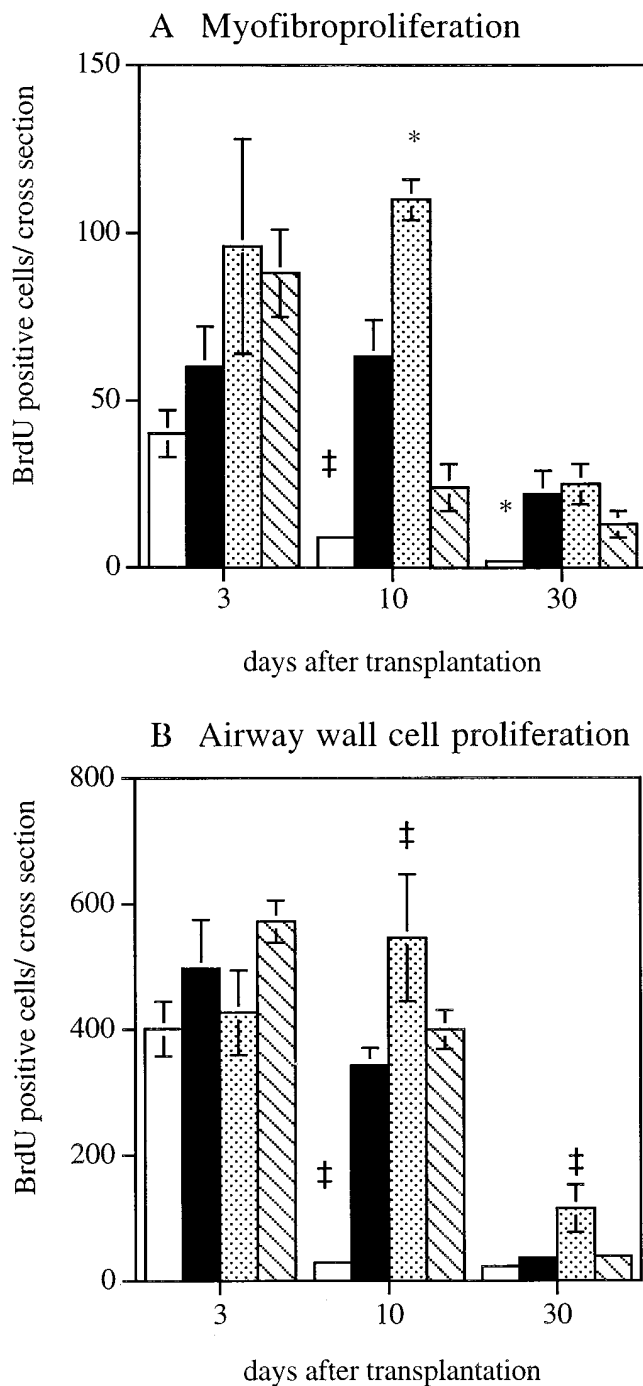 A Myofibroproliferation
150
100
50
0
BrdU positive cells/ cross section
*
‡
*
3 10 30
days after transplantation
B Airway wall cell proliferation
800
600
400
200
0
BrdU positive cells/ cross section
‡
‡
‡
3 10 30
days after transplantation